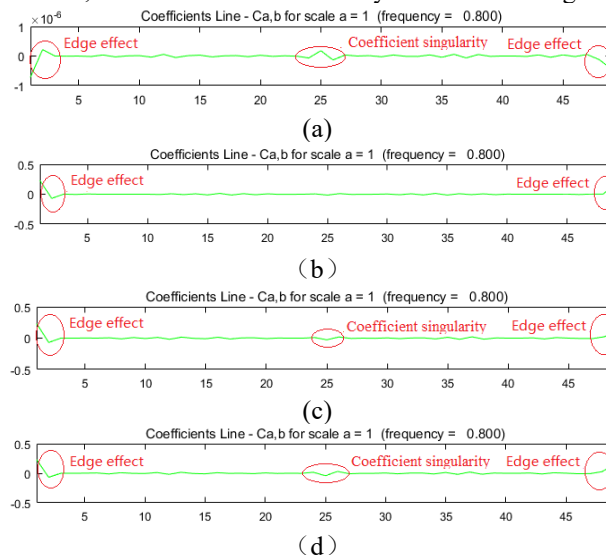 ×10⁻⁶ Coefficients Line - Ca,b for scale a = 1 (frequency = 0.800)
1
Edge effect Coefficient singularity Edge effect
0
-1
5 10 15 20 25 30 35 40 45
(a)
Coefficients Line - Ca,b for scale a = 1 (frequency = 0.800)
0.5
Edge effect Edge effect
0
-0.5
5 10 15 20 25 30 35 40 45
（b）
Coefficients Line - Ca,b for scale a = 1 (frequency = 0.800)
0.5
Edge effect Coefficient singularity Edge effect
0
-0.5
5 10 15 20 25 30 35 40 45
(c)
Coefficients Line - Ca,b for scale a = 1 (frequency = 0.800)
0.5
Edge effect Coefficient singularity Edge effect
0
-0.5
5 10 15 20 25 30 35 40 45
（d）